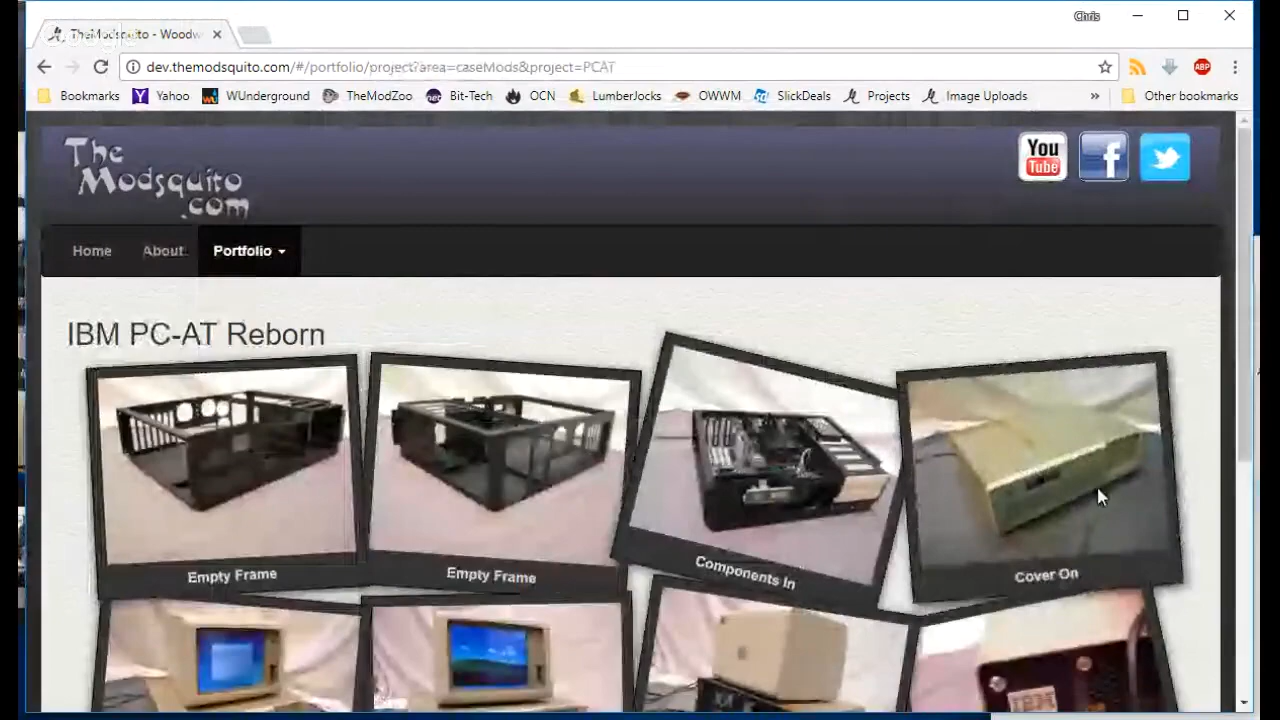 Chris
TheModsquito - Woodw
dev.themodsquito.com/#/portfolio/project?area=caseMods&project=PCAT
ABP
Bookmarks Yahoo WUnderground TheModZoo Bit-Tech OCN LumberJocks OWWM SlickDeals Projects Image Uploads » Other bookmarks
The
Modsquito
.com
You
Tube
Home About Portfolio
IBM PC-AT Reborn
Empty Frame Empty Frame Components In Cover On
IBM